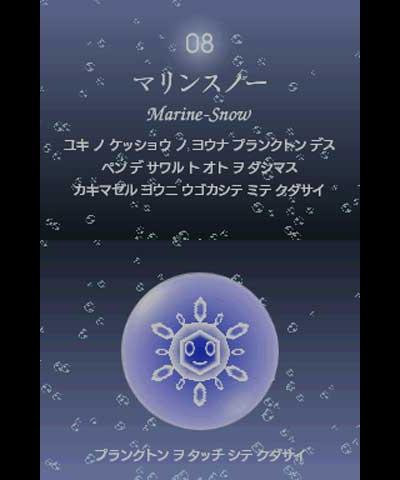 08
マリンスノー
Marine-Snow
ユキ ノ ケッショウ ノ ヨウナ プランクトン デス
ペン デ サワル ト オト ヲ ダシマス
カキマゼル ヨウニ ウゴカシテ ミテ クダサイ
プランクトン ヲ タッチ シテ クダサイ